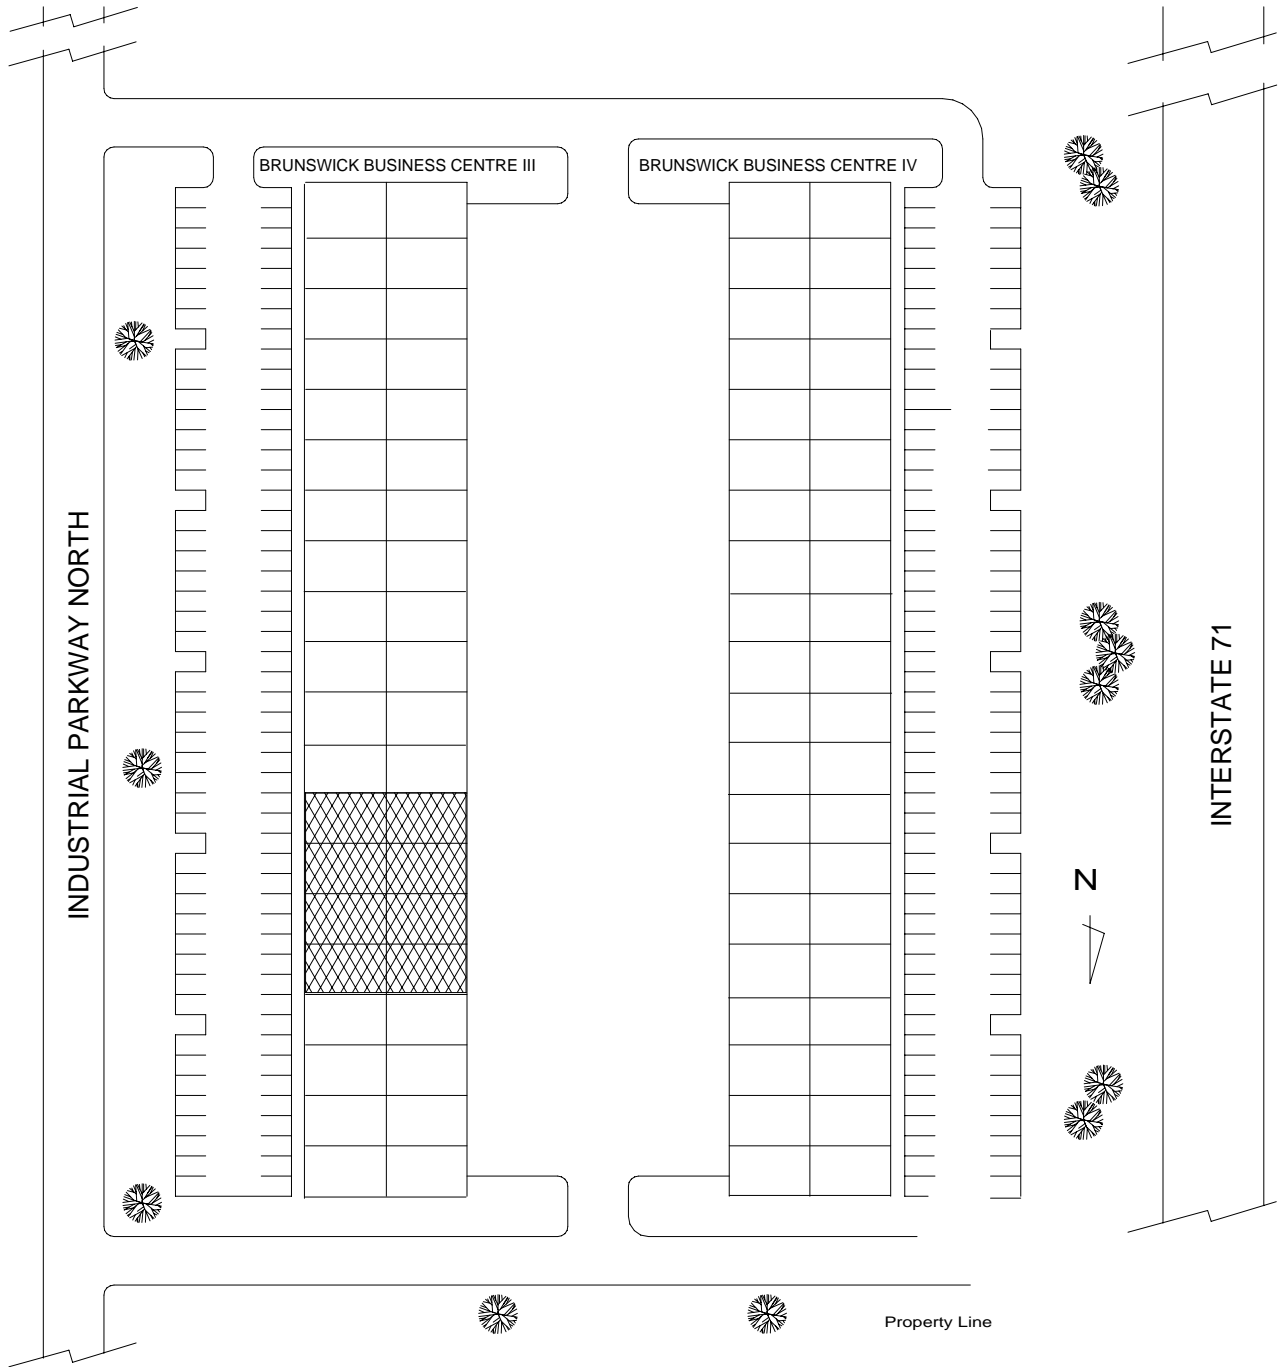 BRUNSWICK BUSINESS CENTRE III
BRUNSWICK BUSINESS CENTRE IV
INDUSTRIAL PARKWAY NORTH
INTERSTATE 71
N
Property Line